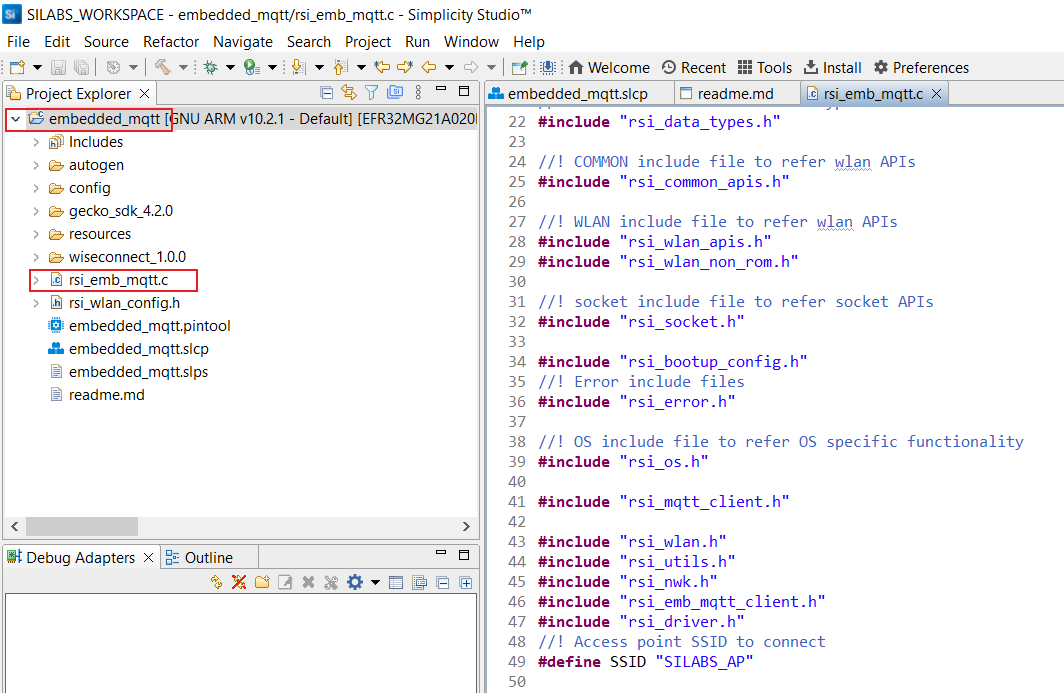 SILABS_WORKSPACE - embedded_mqtt/rsi_emb_mqtt.c - Simplicity Studio™
File Edit Source Refactor Navigate Search Project Run Window Help
Welcome Recent Tools Install Preferences
Project Explorer
embedded_mqtt [GNU ARM v10.2.1 - Default] [EFR32MG21A020
Includes
autogen
config
gecko_sdk_4.2.0
resources
wiseconnect_1.0.0
rsi_emb_mqtt.c
rsi_wlan_config.h
embedded_mqtt.pintool
embedded_mqtt.slcp
embedded_mqtt.slps
readme.md
Debug Adapters Outline
embedded_mqtt.slcp readme.md rsi_emb_mqtt.c
22 #include "rsi_data_types.h"
23
24 //! COMMON include file to refer wlan APIs
25 #include "rsi_common_apis.h"
26
27 //! WLAN include file to refer wlan APIs
28 #include "rsi_wlan_apis.h"
29 #include "rsi_wlan_non_rom.h"
30
31 //! socket include file to refer socket APIs
32 #include "rsi_socket.h"
33
34 #include "rsi_bootup_config.h"
35 //! Error include files
36 #include "rsi_error.h"
37
38 //! OS include file to refer OS specific functionality
39 #include "rsi_os.h"
40
41 #include "rsi_mqtt_client.h"
42
43 #include "rsi_wlan.h"
44 #include "rsi_utils.h"
45 #include "rsi_nwk.h"
46 #include "rsi_emb_mqtt_client.h"
47 #include "rsi_driver.h"
48 //! Access point SSID to connect
49 #define SSID "SILABS_AP"
50